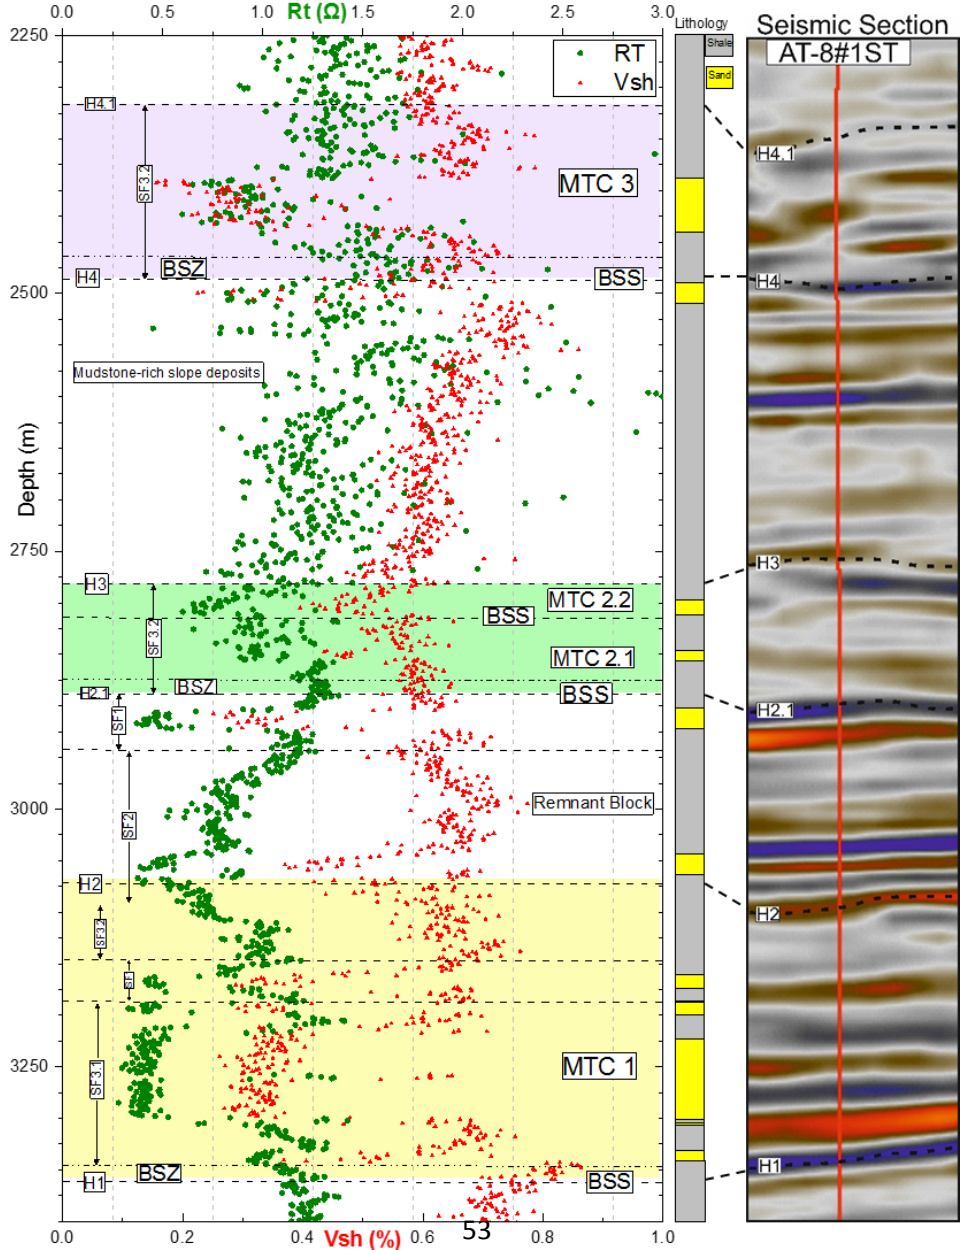 0.0 0.5 1.0 1.5 2.0 2.5 3.0
Rt (Ω)
Lithology
Shale
Sand
Seismic Section
AT-8#1ST
RT
Vsh
2250
H4.1
SF3.2
MTC 3
BSZ
H4
BSS
2500
Mudstone-rich slope deposits
Depth (m)
2750
H3
MTC 2.2
BSS
SF3.2
MTC 2.1
BSZ
H2.1
BSS
SF1
3000
Remnant Block
SF2
H2
SF3.2
SF
3250
MTC 1
SF3.1
BSZ
H1
BSS
0.0 0.2 0.4 0.6 0.8 1.0
Vsh (%)
53
H4.1
H4
H3
H2.1
H2
H1